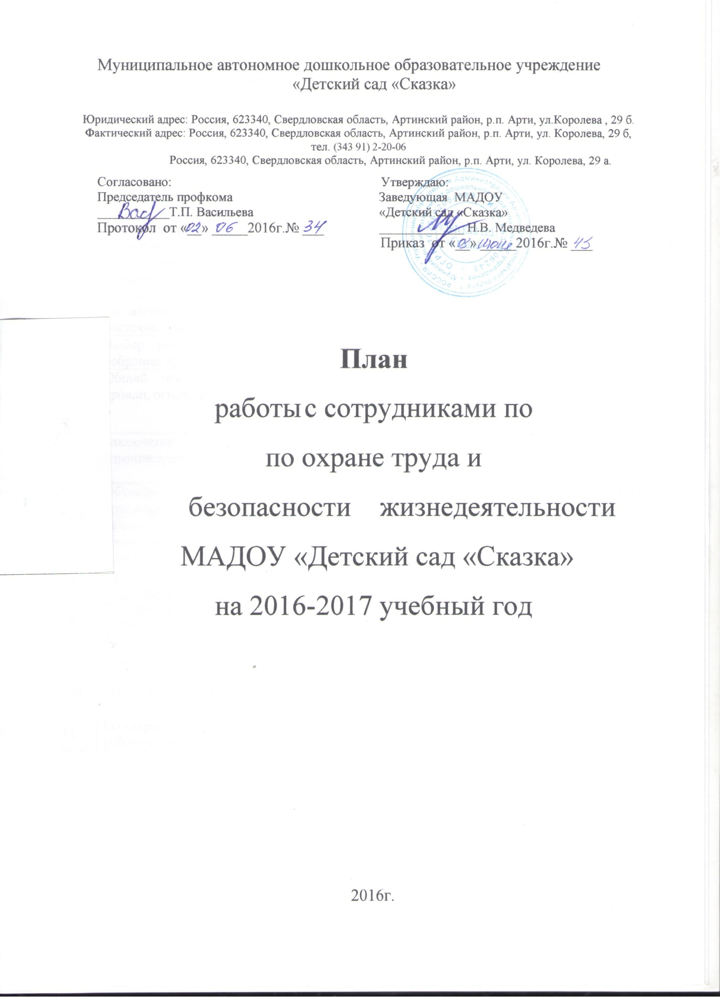 Муниципальное автономное дошкольное образовательное учреждение
«Детский сад «Сказка»
Юридический адрес: Россия, 623340, Свердловская область, Артинский район, р.п. Арти, ул.Королева , 29 б.
Фактический адрес: Россия, 623340, Свердловская область, Артинский район, р.п. Арти, ул. Королева, 29 б,
тел. (343 91) 2-20-06
Россия, 623340, Свердловская область, Артинский район, р.п. Арти, ул. Королева, 29 а.
Согласовано:
Председатель профкома
___________Т.П. Васильева
Протокол от «02» 06 2016г.№ 34
Утверждаю:
Заведующая МАДОУ
«Детский сад «Сказка»
_____________Н.В. Медведева
Приказ от «03» июня 2016г.№ 43
План
работы с сотрудниками по
по охране труда и
безопасности жизнедеятельности
МАДОУ «Детский сад «Сказка»
на 2016-2017 учебный год
2016г.